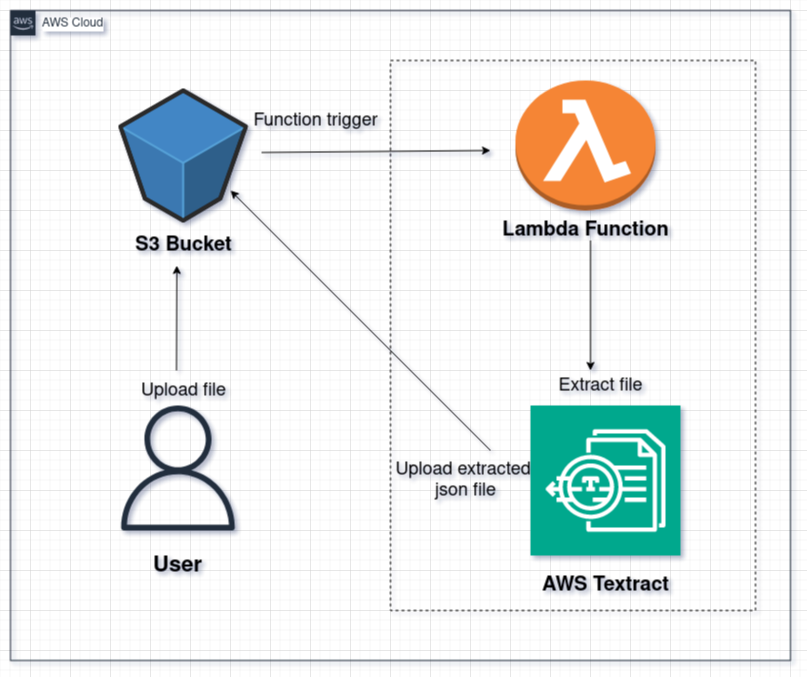 aws
AWS Cloud
Function trigger
S3 Bucket
Lambda Function
Upload file
Extract file
Upload extracted
json file
T
User
AWS Textract